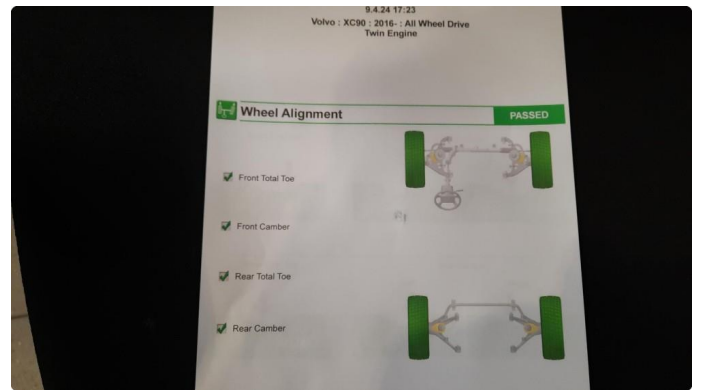 9.4.24 17:23
Volvo : XC90 : 2016- : All Wheel Drive
Twin Engine
Wheel Alignment
PASSED
Front Total Toe
Front Camber
Rear Total Toe
Rear Camber